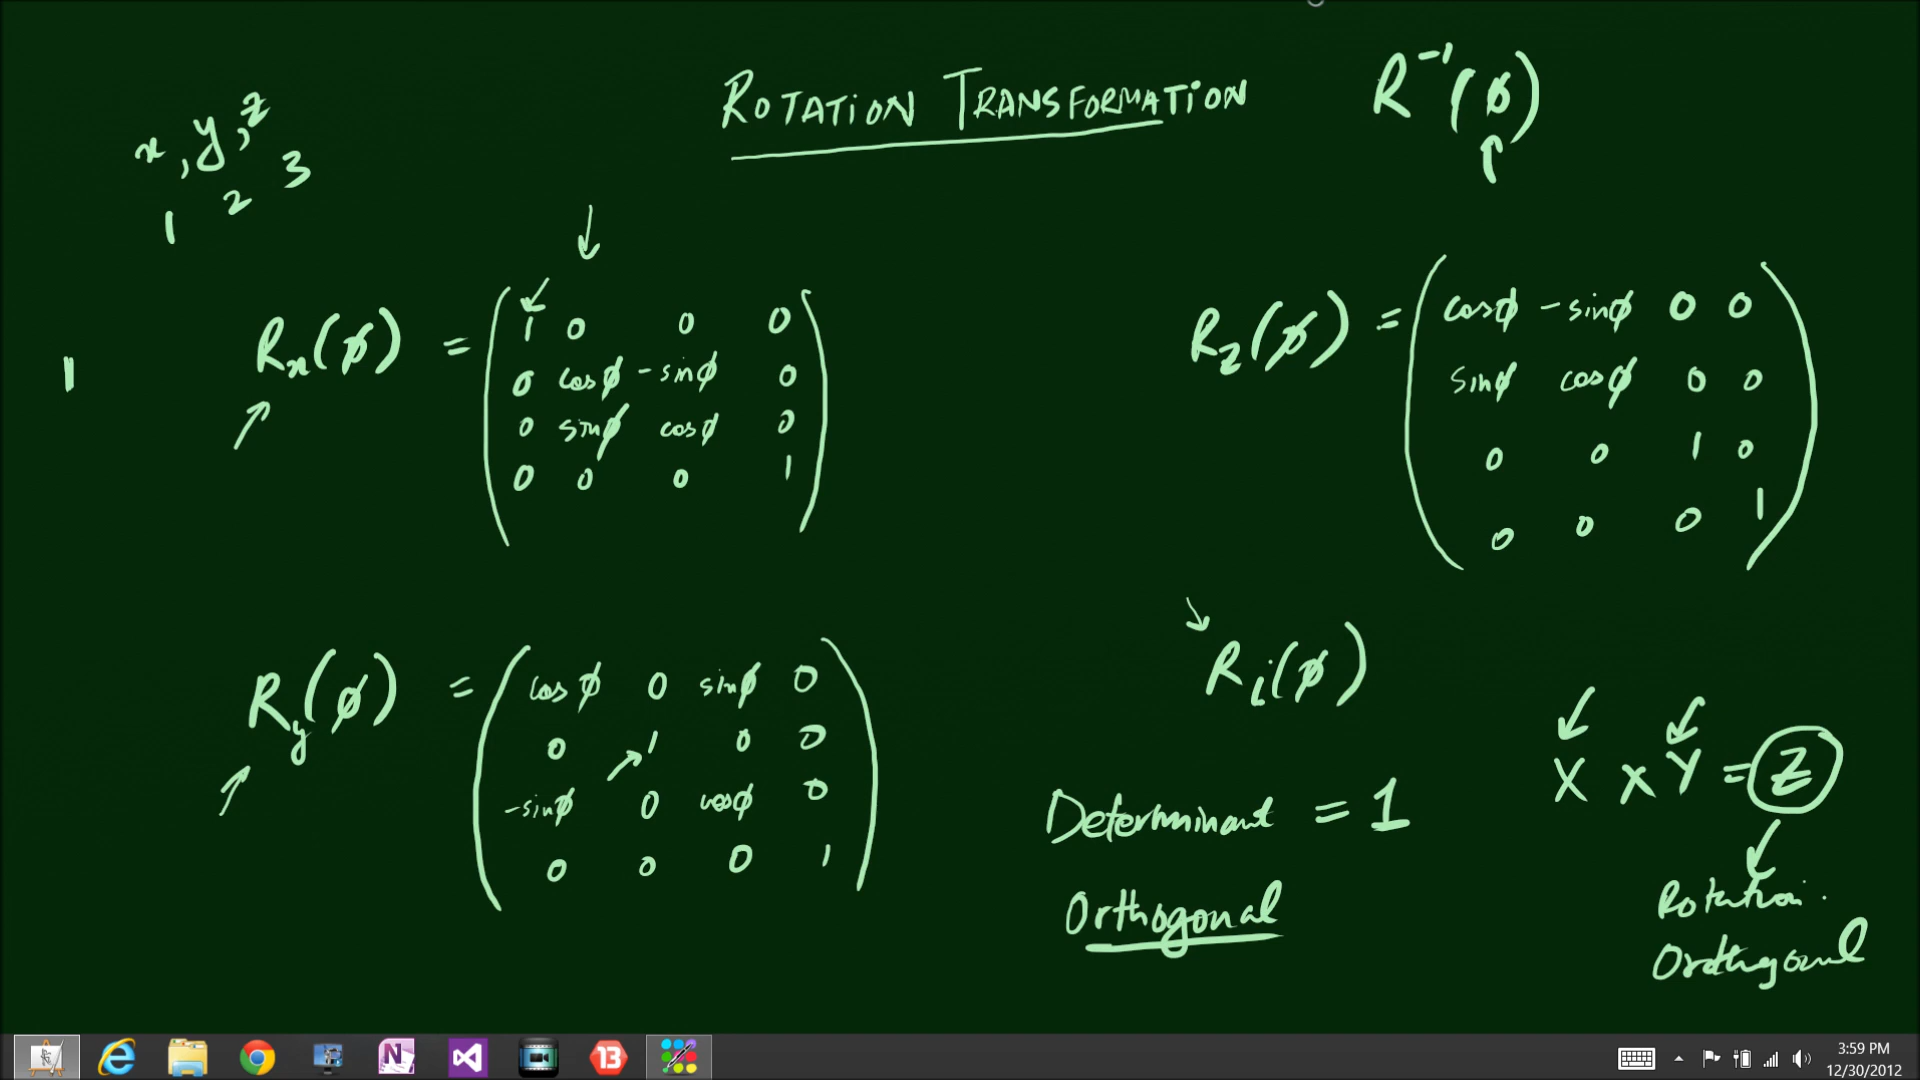 ROTATION TRANSFORMATION
R⁻¹(ϕ)
x, y, z
1 2 3
Rx(ϕ) =
1 0 0 0
0 cosϕ -sinϕ 0
0 sinϕ cosϕ 0
0 0 0 1
1
Rz(ϕ) =
cosϕ -sinϕ 0 0
sinϕ cosϕ 0 0
0 0 1 0
0 0 0 1
Ry(ϕ) =
cosϕ 0 sinϕ 0
0 1 0 0
-sinϕ 0 cosϕ 0
0 0 0 1
Ri(ϕ)
Determinant = 1
Orthogonal
X x Y = Z
Rotation.
Orthogonal
N
13
3:59 PM
12/30/2012